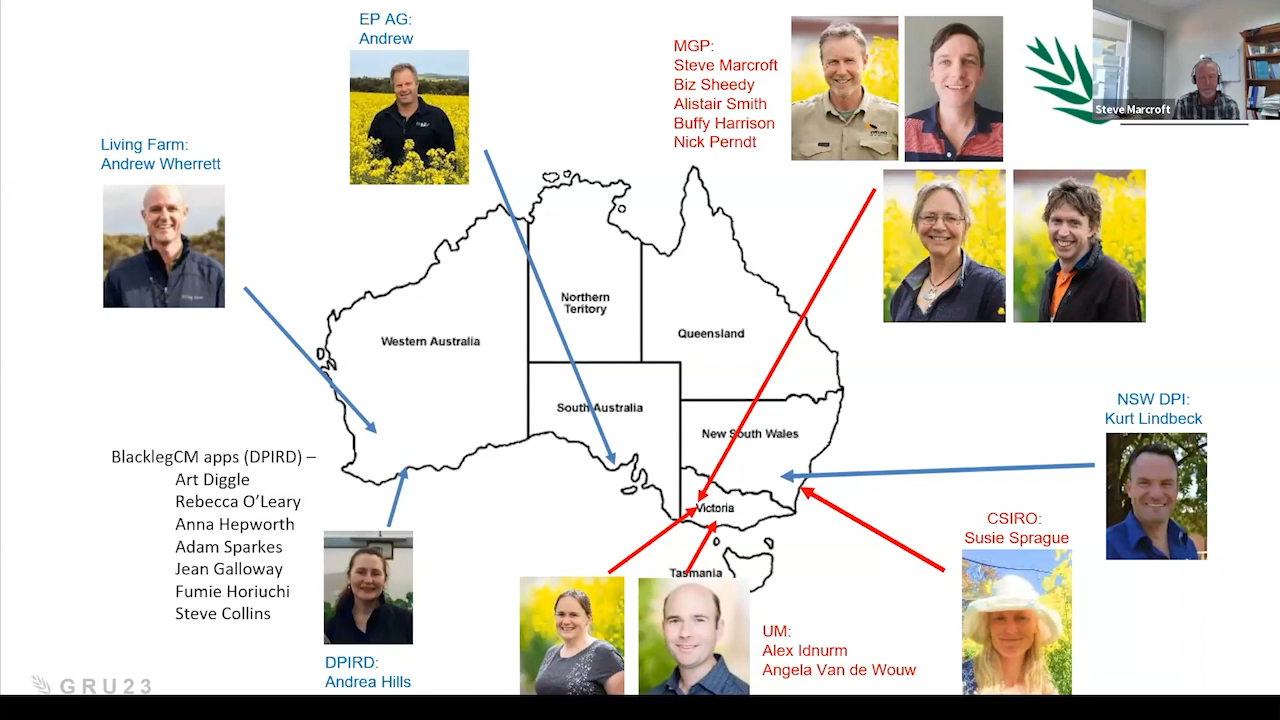 EP AG:
Andrew
MGP:
Steve Marcroft
Biz Sheedy
Alistair Smith
Buffy Harrison
Nick Perndt
Steve Marcroft
Living Farm:
Andrew Wherrett
Northern
Teritory
Western Australia
Queensland
South Australia
New South Wales
Victoria
Tasmania
NSW DPI:
Kurt Lindbeck
BlacklegCM apps (DPIRD) –
Art Diggle
Rebecca O’Leary
Anna Hepworth
Adam Sparkes
Jean Galloway
Fumie Horiuchi
Steve Collins
CSIRO:
Susie Sprague
UM:
Alex Idnurm
Angela Van de Wouw
DPIRD:
Andrea Hills
GRU23